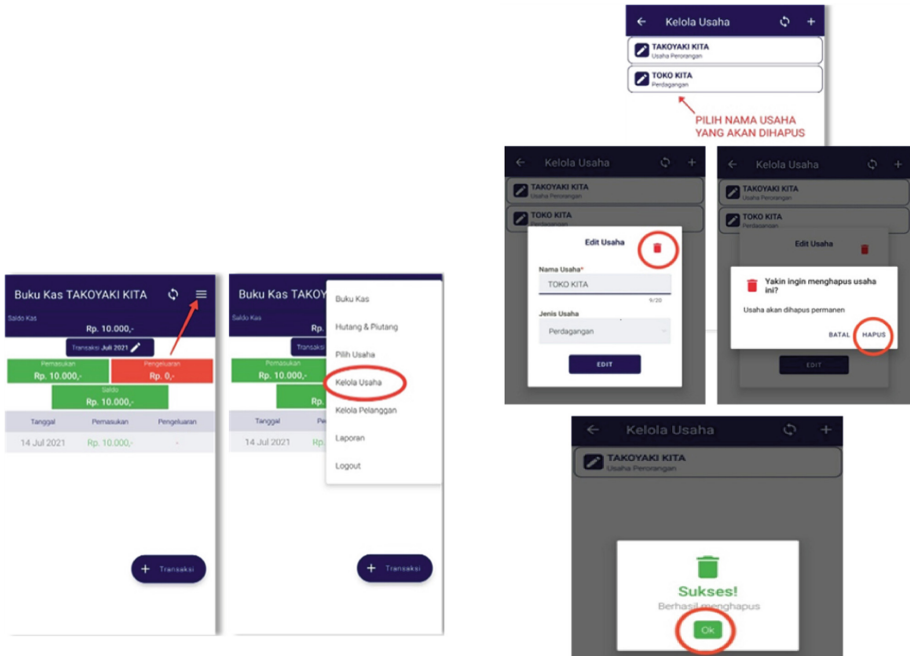 Buku Kas TAKOYAKI KITA
Saldo Kas
Rp. 10.000,-
Transaksi Juli 2021
Pemasukan Pengeluaran
Rp. 10.000,- Rp. 0,-
Saldo
Rp. 10.000,-
Tanggal Pemasukan Pengeluaran
14 Jul 2021 Rp. 10.000,- -
+ Transaksi
Buku Kas TAKOY
Saldo Kas
Rp.
Transaksi
Pemasukan
Rp. 10.000,-
Rp.
Tanggal Pe
14 Jul 2021 Rp.
Buku Kas
Hutang & Piutang
Pilih Usaha
Kelola Usaha
Kelola Pelanggan
Laporan
Logout
+ Transaksi
Kelola Usaha
TAKOYAKI KITA
Usaha Perorangan
TOKO KITA
Perdagangan
PILIH NAMA USAHA
YANG AKAN DIHAPUS
Kelola Usaha
TAKOYAKI KITA
Usaha Perorangan
TOKO KITA
Perdagangan
Edit Usaha
Nama Usaha*
TOKO KITA
9/20
Jenis Usaha
Perdagangan
EDIT
Kelola Usaha
TAKOYAKI KITA
Usaha Perorangan
TOKO KITA
Perdagangan
Edit Usaha
Yakin ingin menghapus usaha
ini?
Usaha akan dihapus permanen
BATAL HAPUS
EDIT
Kelola Usaha
TAKOYAKI KITA
Usaha Perorangan
Sukses!
Berhasil menghapus
Ok